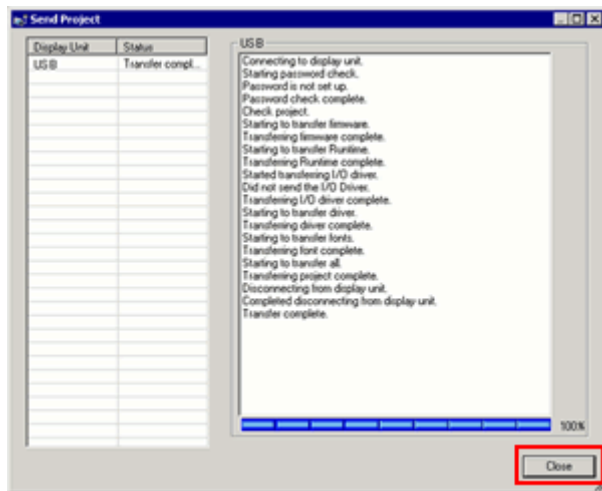 Send Project
Display Unit Status
USB Transfer compl...
USB
Connecting to display unit.
Starting password check.
Password is not set up.
Password check complete.
Check project.
Starting to transfer firmware.
Transferring firmware complete.
Starting to transfer Runtime.
Transferring Runtime complete.
Started transferring I/O driver.
Did not send the I/O Driver.
Transferring I/O driver complete.
Starting to transfer driver.
Transferring driver complete.
Starting to transfer fonts.
Transferring font complete.
Starting to transfer all.
Transferring project complete.
Disconnecting from display unit.
Completed disconnecting from display unit.
Transfer complete.
100%
Close